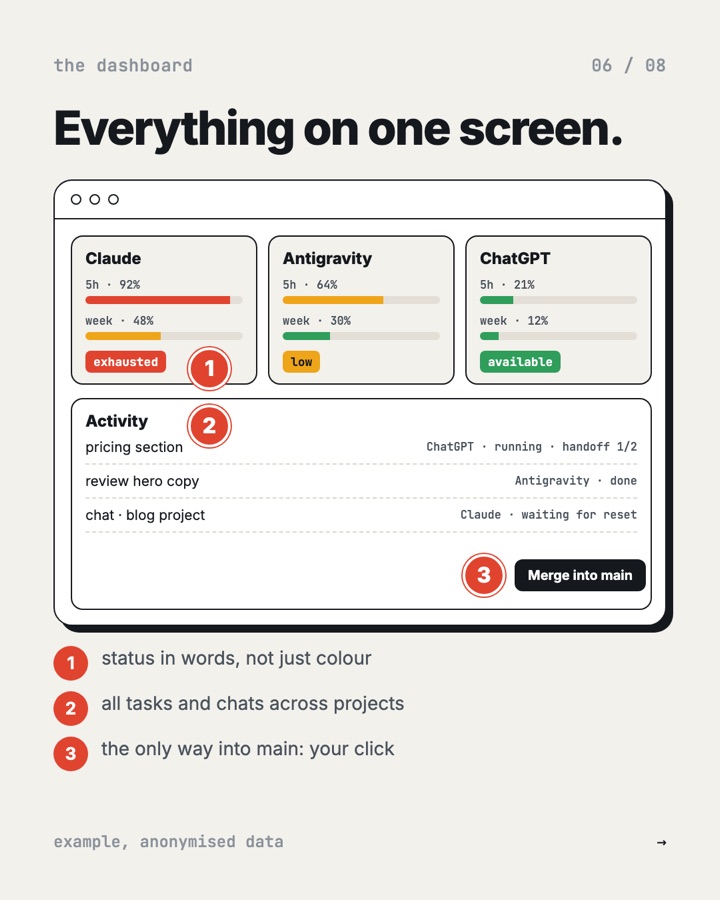 the dashboard 06 / 08
Everything on one screen.
Claude
5h · 92%
week · 48%
exhausted
1
Antigravity
5h · 64%
week · 30%
low
ChatGPT
5h · 21%
week · 12%
available
Activity
2
pricing section ChatGPT · running · handoff 1/2
review hero copy Antigravity · done
chat · blog project Claude · waiting for reset
3 Merge into main
1 status in words, not just colour
2 all tasks and chats across projects
3 the only way into main: your click
example, anonymised data →